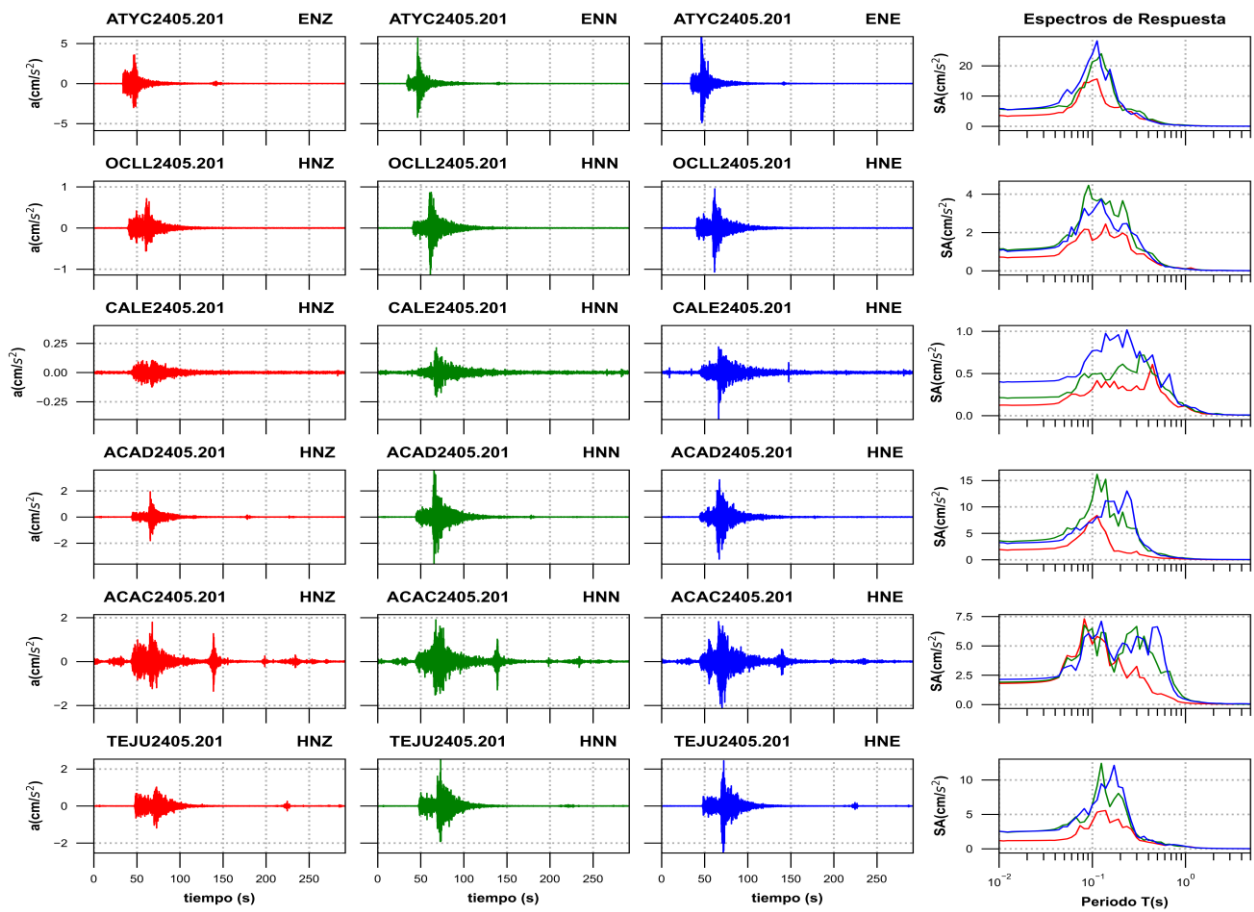 ATYC2405.201 ENZ ATYC2405.201 ENN ATYC2405.201 ENE Espectros de Respuesta
a(cm/s²)
5
0
−5
SA(cm/s²)
20
10
0
OCLL2405.201 HNZ OCLL2405.201 HNN OCLL2405.201 HNE
a(cm/s²)
1
0
−1
SA(cm/s²)
4
2
0
CALE2405.201 HNZ CALE2405.201 HNN CALE2405.201 HNE
a(cm/s²)
0.25
0.00
−0.25
SA(cm/s²)
1.0
0.5
0.0
ACAD2405.201 HNZ ACAD2405.201 HNN ACAD2405.201 HNE
a(cm/s²)
2
0
−2
SA(cm/s²)
15
10
5
0
ACAC2405.201 HNZ ACAC2405.201 HNN ACAC2405.201 HNE
a(cm/s²)
2
0
−2
SA(cm/s²)
7.5
5.0
2.5
0.0
TEJU2405.201 HNZ TEJU2405.201 HNN TEJU2405.201 HNE
a(cm/s²)
2
0
−2
SA(cm/s²)
10
5
0
0 50 100 150 200 250 0 50 100 150 200 250 0 50 100 150 200 250 10⁻² 10⁻¹ 10⁰
tiempo (s) tiempo (s) tiempo (s) Periodo T(s)